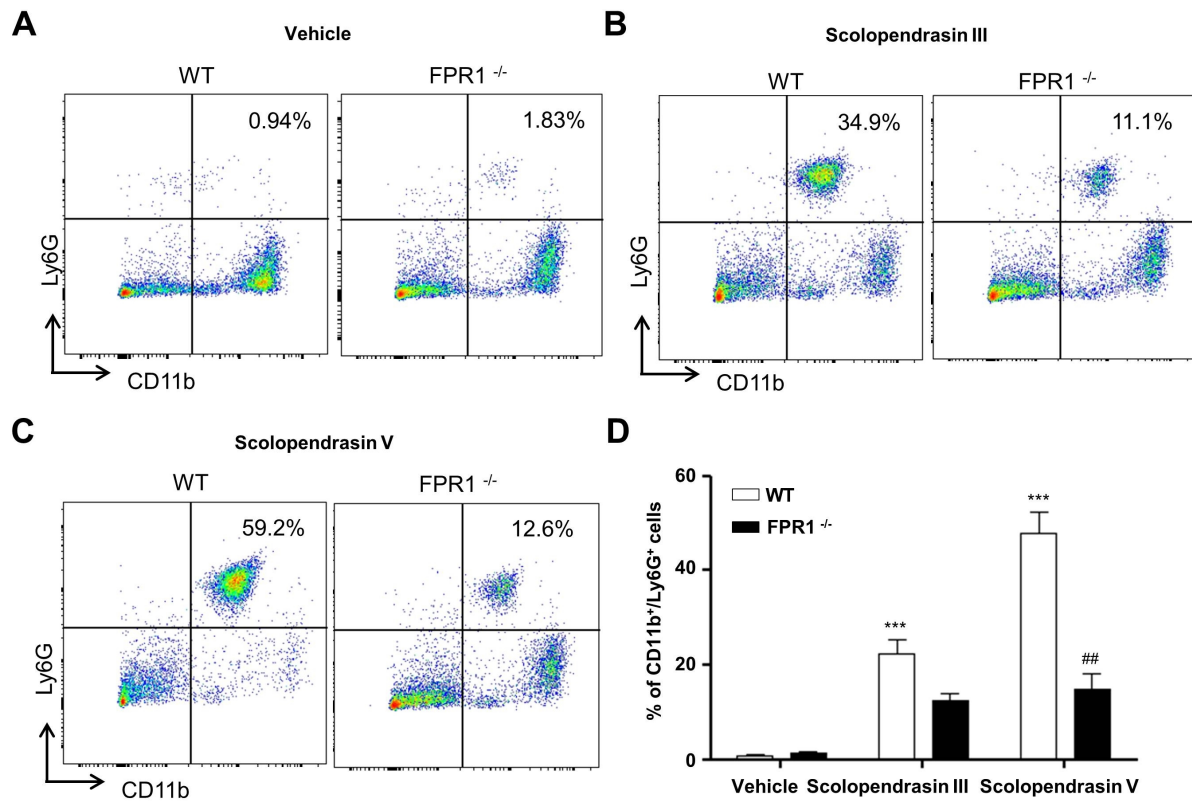 A
Vehicle
WT
FPR1 -/-
0.94%
1.83%
Ly6G
CD11b
B
Scolopendrasin III
WT
FPR1 -/-
34.9%
11.1%
Ly6G
CD11b
C
Scolopendrasin V
WT
FPR1 -/-
59.2%
12.6%
Ly6G
CD11b
D
% of CD11b+/Ly6G+ cells
60
40
20
0
WT
FPR1 -/-
***
***
##
Vehicle Scolopendrasin III Scolopendrasin V